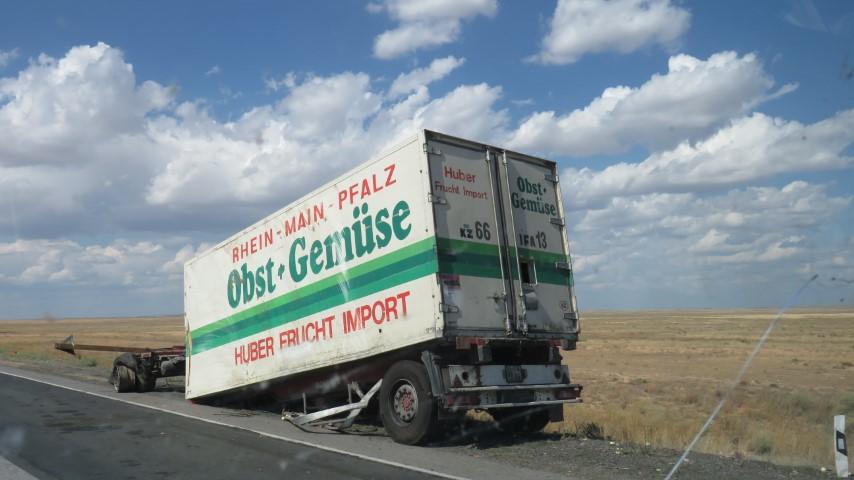 RHEIN-MAIN-PFALZ
Obst+Gemüse
HUBER FRUCHT IMPORT
Huber
Frucht Import
KZ 66
Obst+
Gemüse
IFA 13